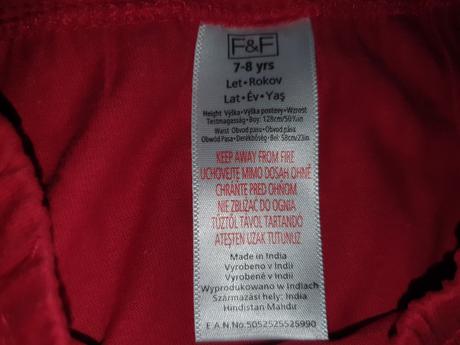 F&F
7-8 yrs
Let • Rokov
Lat • Év • Yaş
Height Výška • Výška postavy • Wzrost
Testmagasság • Boy: 128cm/50½in
Waist Obvod pasu • Obvod pása
Obwód Pasa • Derékbőség • Bel: 58cm/23in
KEEP AWAY FROM FIRE
UCHOVEJTE MIMO DOSAH OHNĚ
CHRÁŇTE PRED OHŇOM
NIE ZBLIŻAĆ DO OGNIA
TŰZTŐL TÁVOL TARTANDÓ
ATEŞTEN UZAK TUTUNUZ
Made in India
Vyrobeno v Indii
Vyrobené v Indii
Wyprodukowano w Indiach
Származási hely: India
Hindistan Malıdır
E A N.No.5052525525990